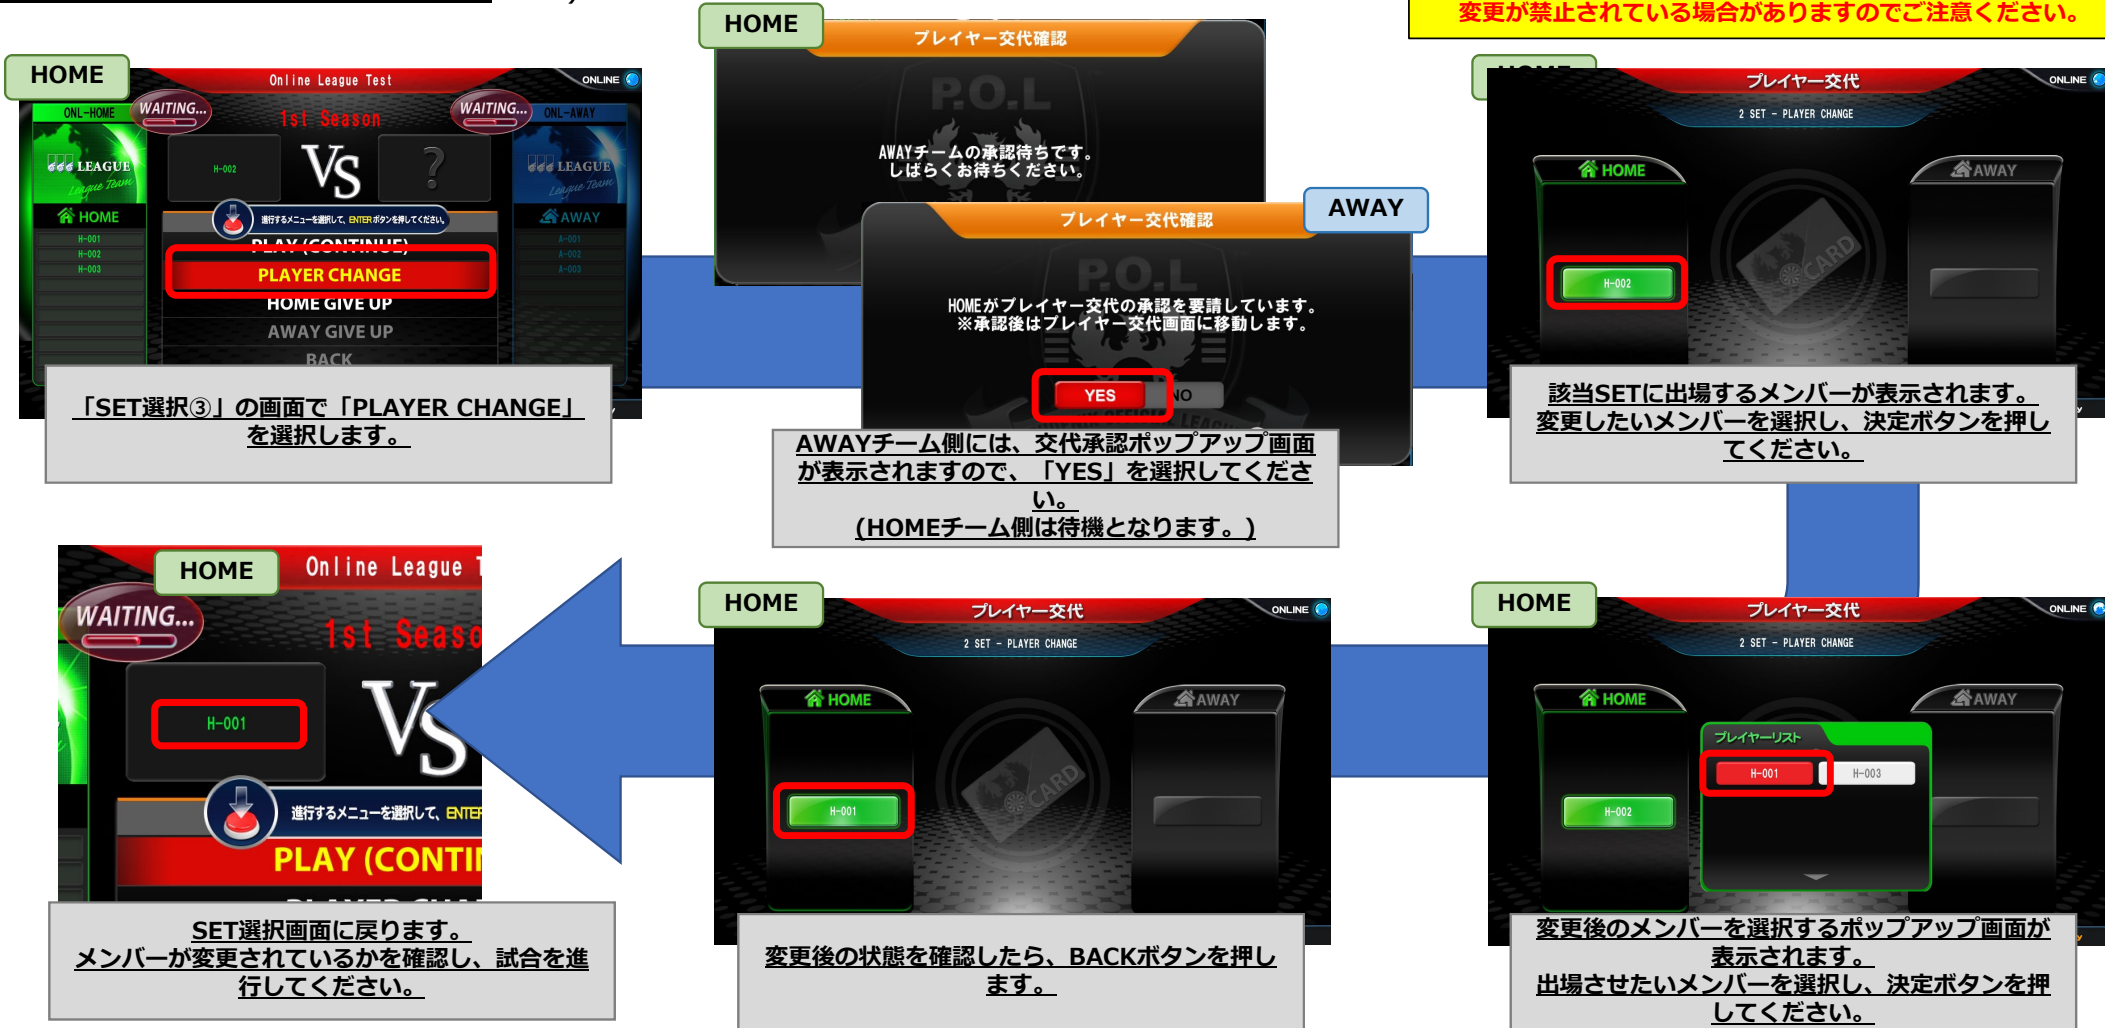 変更が禁止されている場合がありますのでご注意ください。
HOME
Online League Test
ONLINE
ONL-HOME
WAITING...
1st Season
WAITING...
ONL-AWAY
LEAGUE
League Team
H-002
VS
?
LEAGUE
League Team
HOME
進行するメニューを選択して、ENTERボタンを押してください。
AWAY
H-001
H-002
H-003
A-001
A-002
A-003
PLAY (CONTINUE)
PLAYER CHANGE
HOME GIVE UP
AWAY GIVE UP
BACK
「SET選択③」の画面で「PLAYER CHANGE」
を選択します。
HOME
プレイヤー交代確認
P.O.L
AWAYチームの承認待ちです。
しばらくお待ちください。
AWAY
プレイヤー交代確認
P.O.L
HOMEがプレイヤー交代の承認を要請しています。
※承認後はプレイヤー交代画面に移動します。
YES
NO
AWAYチーム側には、交代承認ポップアップ画面
が表示されますので、「YES」を選択してくださ
い。
(HOMEチーム側は待機となります。)
HOME
プレイヤー交代
ONLINE
2 SET - PLAYER CHANGE
HOME
AWAY
CARD
H-002
該当SETに出場するメンバーが表示されます。
変更したいメンバーを選択し、決定ボタンを押し
てください。
HOME
プレイヤー交代
ONLINE
2 SET - PLAYER CHANGE
HOME
AWAY
プレイヤーリスト
H-001
H-003
H-002
変更後のメンバーを選択するポップアップ画面が
表示されます。
出場させたいメンバーを選択し、決定ボタンを押
してください。
HOME
プレイヤー交代
ONLINE
2 SET - PLAYER CHANGE
HOME
AWAY
CARD
H-001
変更後の状態を確認したら、BACKボタンを押し
ます。
HOME
Online League
WAITING...
1st Seaso
H-001
VS
進行するメニューを選択して、ENTE
PLAY (CONTI
SET選択画面に戻ります。
メンバーが変更されているかを確認し、試合を進
行してください。